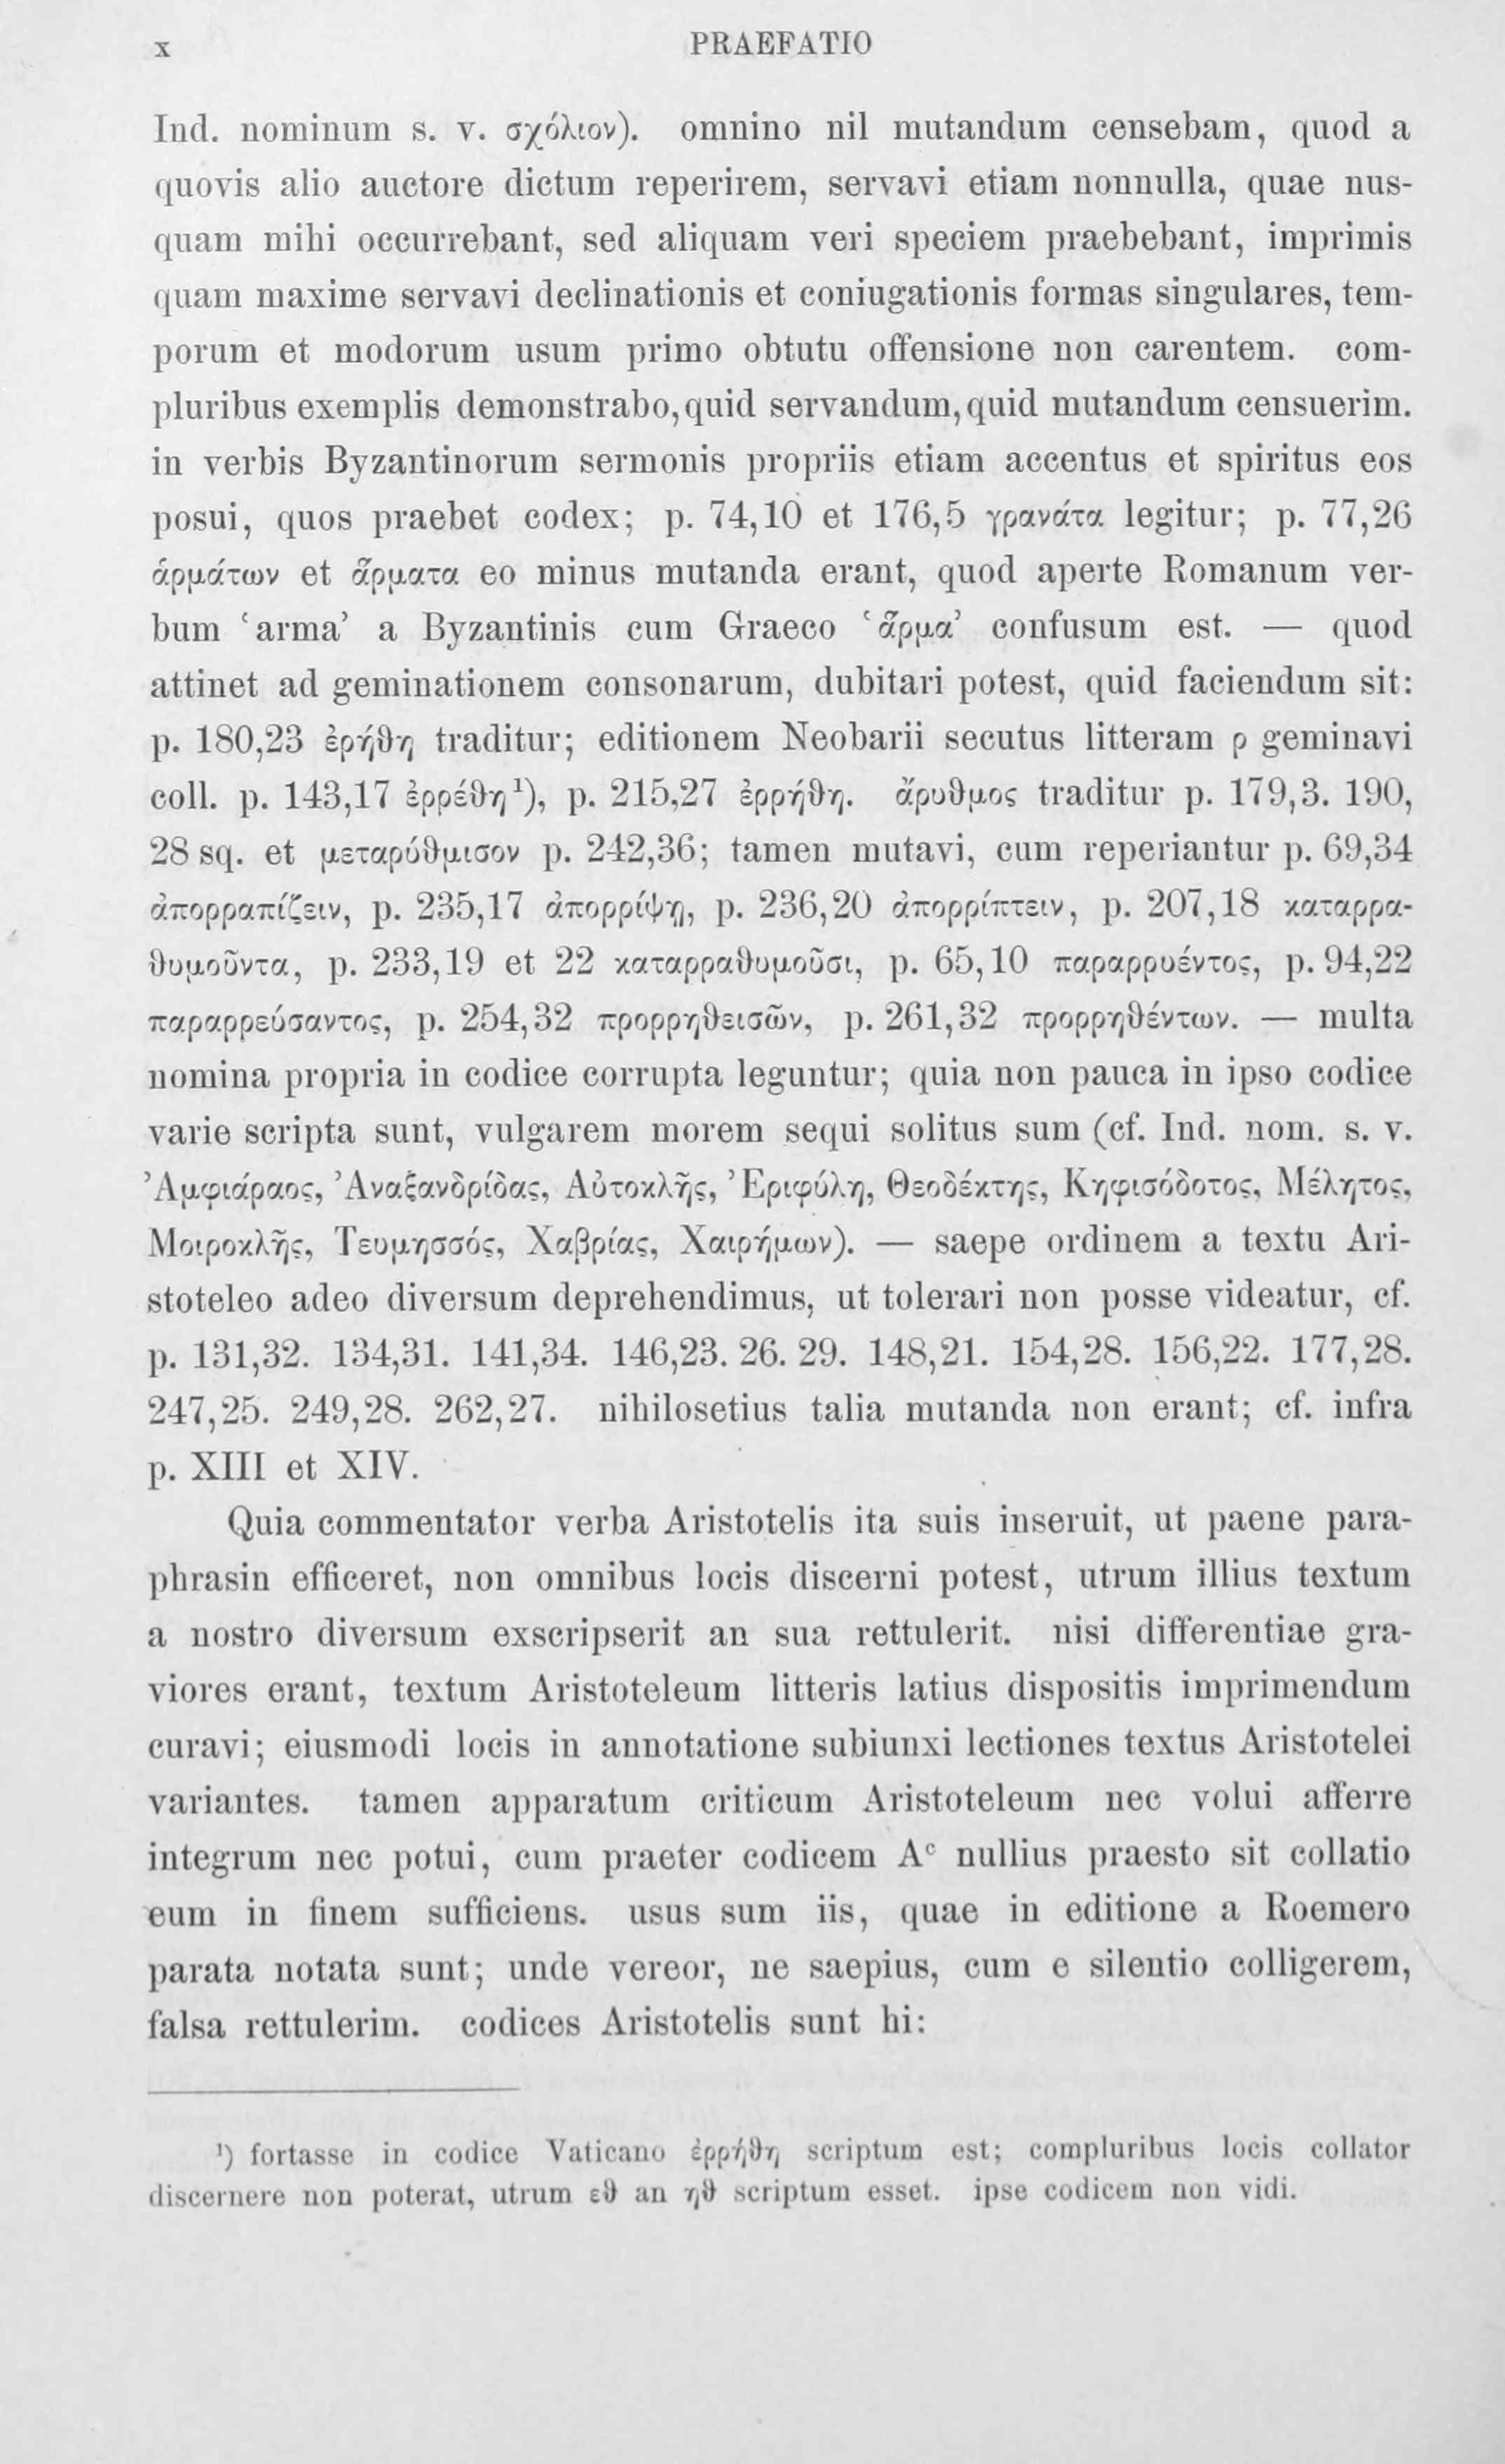 x PRAEFATIO
Ind. nominum s. v. σχόλιον). omnino nil mutandum censebam, quod a
quovis alio auctore dictum reperirem, servavi etiam nonnulla, quae nus-
quam mihi occurrebant, sed aliquam veri speciem praebebant, imprimis
quam maxime servavi declinationis et coniugationis formas singulares, tem-
porum et modorum usum primo obtutu offensione non carentem. com-
pluribus exemplis demonstrabo, quid servandum, quid mutandum censuerim.
in verbis Byzantinorum sermonis propriis etiam accentus et spiritus eos
posui, quos praebet codex; p. 74,10 et 176,5 γρανάτα legitur; p. 77,26
ἁρμάτων et ἅρματα eo minus mutanda erant, quod aperte Romanum ver-
bum ‘arma’ a Byzantinis cum Graeco ‘ἅρμα’ confusum est. — quod
attinet ad geminationem consonarum, dubitari potest, quid faciendum sit:
p. 180,23 ἐρήθη traditur; editionem Neobarii secutus litteram ρ geminavi
coll. p. 143,17 ἐρρέθη¹), p. 215,27 ἐρρήθη. ἄρυθμος traditur p. 179,3. 190,
28 sq. et μεταρύθμισον p. 242,36; tamen mutavi, cum reperiantur p. 69,34
ἀπορραπίζειν, p. 235,17 ἀπορρίψῃ, p. 236,20 ἀπορρίπτειν, p. 207,18 καταρρα-
θυμοῦντα, p. 233,19 et 22 καταρραθυμοῦσι, p. 65,10 παραρρυέντος, p. 94,22
παραρρεύσαντος, p. 254,32 προρρηθεισῶν, p. 261,32 προρρηθέντων. — multa
nomina propria in codice corrupta leguntur; quia non pauca in ipso codice
varie scripta sunt, vulgarem morem sequi solitus sum (cf. Ind. nom. s. v.
Ἀμφιάραος, Ἀναξανδρίδας, Αὐτοκλῆς, Ἐριφύλη, Θεοδέκτης, Κηφισόδοτος, Μέλητος,
Μοιροκλῆς, Τευμησσός, Χαβρίας, Χαιρήμων). — saepe ordinem a textu Ari-
stoteleo adeo diversum deprehendimus, ut tolerari non posse videatur, cf.
p. 131,32. 134,31. 141,34. 146,23. 26. 29. 148,21. 154,28. 156,22. 177,28.
247,25. 249,28. 262,27. nihilosetius talia mutanda non erant; cf. infra
p. XIII et XIV.
Quia commentator verba Aristotelis ita suis inseruit, ut paene para-
phrasin efficeret, non omnibus locis discerni potest, utrum illius textum
a nostro diversum exscripserit an sua rettulerit. nisi differentiae gra-
viores erant, textum Aristoteleum litteris latius dispositis imprimendum
curavi; eiusmodi locis in annotatione subiunxi lectiones textus Aristotelei
variantes. tamen apparatum criticum Aristoteleum nec volui afferre
integrum nec potui, cum praeter codicem Aᶜ nullius praesto sit collatio
eum in finem sufficiens. usus sum iis, quae in editione a Roemero
parata notata sunt; unde vereor, ne saepius, cum e silentio colligerem,
falsa rettulerim. codices Aristotelis sunt hi:
¹) fortasse in codice Vaticano ἐρρήθη scriptum est; compluribus locis collator
discernere non poterat, utrum εθ an ηθ scriptum esset. ipse codicem non vidi.